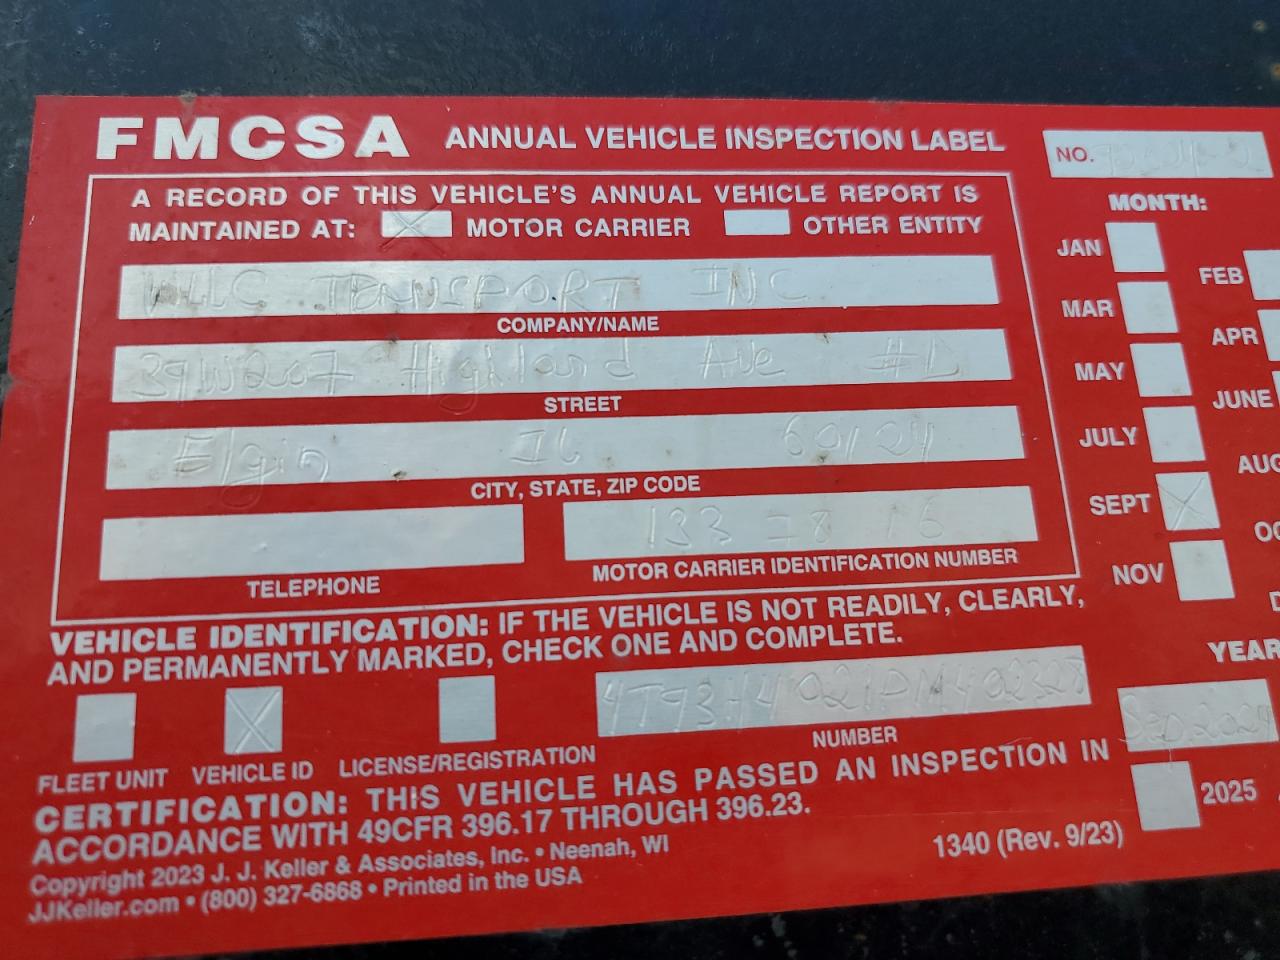 FMCSA ANNUAL VEHICLE INSPECTION LABEL
NO.
A RECORD OF THIS VEHICLE'S ANNUAL VEHICLE REPORT IS
MAINTAINED AT: X MOTOR CARRIER OTHER ENTITY
INC
COMPANY/NAME
39W207 Highland Ave #D
STREET
Elgin IL 60124
CITY, STATE, ZIP CODE
133 78 16
TELEPHONE MOTOR CARRIER IDENTIFICATION NUMBER
VEHICLE IDENTIFICATION: IF THE VEHICLE IS NOT READILY, CLEARLY,
AND PERMANENTLY MARKED, CHECK ONE AND COMPLETE.
X
NUMBER
FLEET UNIT VEHICLE ID LICENSE/REGISTRATION
CERTIFICATION: THIS VEHICLE HAS PASSED AN INSPECTION IN
ACCORDANCE WITH 49CFR 396.17 THROUGH 396.23.
Copyright 2023 J. J. Keller & Associates, Inc. • Neenah, WI
JJKeller.com • (800) 327-6868 • Printed in the USA
1340 (Rev. 9/23)
MONTH:
JAN
FEB
MAR
APR
MAY
JUNE
JULY
AUG
SEPT X
NOV
YEAR
2025